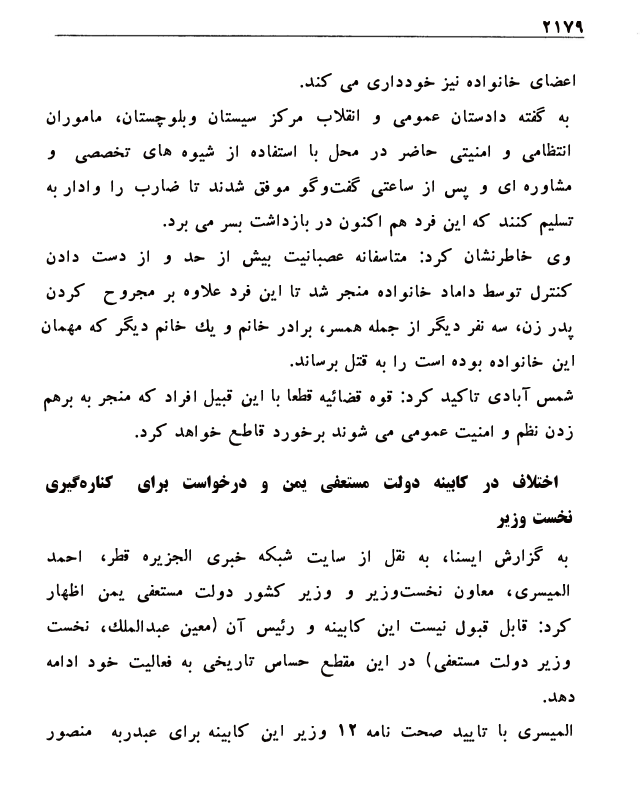 ۲۱۷۹
اعضای خانواده نیز خودداری می کند.
به گفته دادستان عمومی و انقلاب مرکز سیستان وبلوچستان، ماموران
انتظامی و امنیتی حاضر در محل با استفاده از شیوه های تخصصی و
مشاوره ای و پس از ساعتی گفت‌وگو موفق شدند تا ضارب را وادار به
تسلیم کنند که این فرد هم اکنون در بازداشت بسر می برد.
وی خاطرنشان کرد: متاسفانه عصبانیت بیش از حد و از دست دادن
کنترل توسط داماد خانواده منجر شد تا این فرد علاوه بر مجروح کردن
پدر زن، سه نفر دیگر از جمله همسر، برادر خانم و یك خانم دیگر که مهمان
این خانواده بوده است را به قتل برساند.
شمس آبادی تاکید کرد: قوه قضائیه قطعا با این قبیل افراد که منجر به برهم
زدن نظم و امنیت عمومی می شوند برخورد قاطع خواهد کرد.
اختلاف در کابینه دولت مستعفی یمن و درخواست برای کناره‌گیری
نخست وزیر
به گزارش ایسنا، به نقل از سایت شبکه خبری الجزیره قطر، احمد
المیسری، معاون نخست‌وزیر و وزیر کشور دولت مستعفی یمن اظهار
کرد: قابل قبول نیست این کابینه و رئیس آن (معین عبدالملك، نخست
وزیر دولت مستعفی) در این مقطع حساس تاریخی به فعالیت خود ادامه
دهد.
المیسری با تایید صحت نامه ۱۲ وزیر این کابینه برای عبدربه منصور